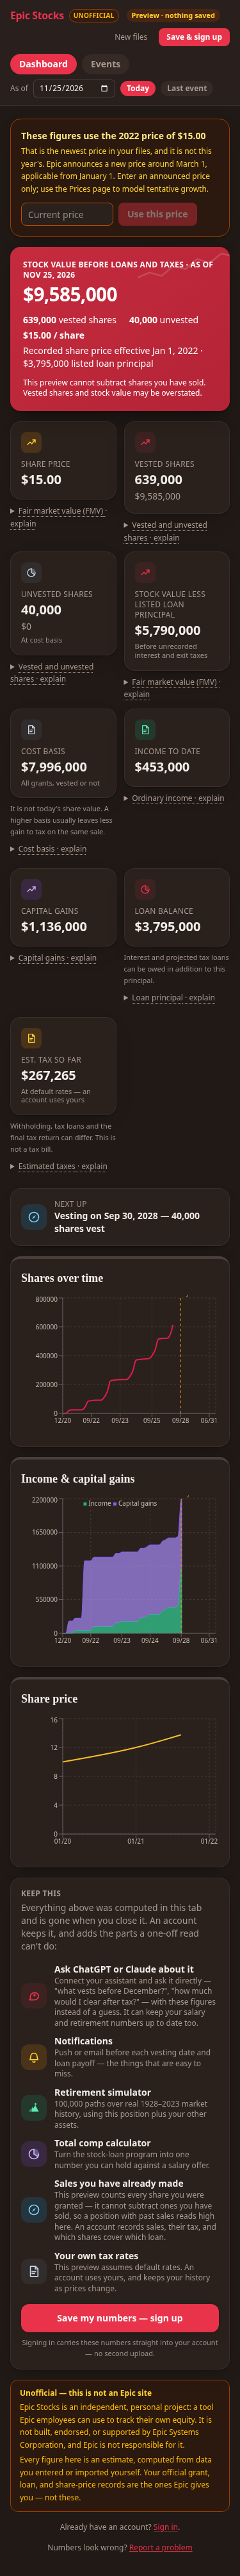 Epic Stocks UNOFFICIAL Preview · nothing saved
New files Save & sign up
Dashboard Events
As of 11/25/2026 Today Last event
These figures use the 2022 price of $15.00
That is the newest price in your files, and it is not this
year's. Epic announces a new price around March 1,
applicable from January 1. Enter an announced price
only; use the Prices page to model tentative growth.
Current price Use this price
STOCK VALUE BEFORE LOANS AND TAXES · AS OF
NOV 25, 2026
$9,585,000
639,000 vested shares 40,000 unvested
$15.00 / share
Recorded share price effective Jan 1, 2022 ·
$3,795,000 listed loan principal
This preview cannot subtract shares you have sold.
Vested shares and stock value may be overstated.
SHARE PRICE
$15.00
Fair market value (FMV) ·
explain
VESTED SHARES
639,000
$9,585,000
Vested and unvested
shares · explain
UNVESTED SHARES
40,000
$0
At cost basis
Vested and unvested
shares · explain
STOCK VALUE LESS
LISTED LOAN
PRINCIPAL
$5,790,000
Before unrecorded
interest and exit taxes
Fair market value (FMV) ·
explain
COST BASIS
$7,996,000
All grants, vested or not
It is not today's share value. A
higher basis usually leaves less
gain to tax on the same sale.
Cost basis · explain
INCOME TO DATE
$453,000
Ordinary income · explain
CAPITAL GAINS
$1,136,000
Capital gains · explain
LOAN BALANCE
$3,795,000
Interest and projected tax loans
can be owed in addition to this
principal.
Loan principal · explain
EST. TAX SO FAR
$267,265
At default rates — an
account uses yours
Withholding, tax loans and the
final tax return can differ. This is
not a tax bill.
Estimated taxes · explain
NEXT UP
Vesting on Sep 30, 2028 — 40,000
shares vest
Shares over time
800000
600000
400000
200000
0
12/20 09/22 09/23 09/25 09/28 06/31
Income & capital gains
2200000
Income Capital gains
1650000
1100000
550000
0
12/20 09/22 09/23 09/24 09/28 06/31
Share price
16
12
8
4
0
01/20 01/21 01/22
KEEP THIS
Everything above was computed in this tab
and is gone when you close it. An account
keeps it, and adds the parts a one-off read
can't do:
Ask ChatGPT or Claude about it
Connect your assistant and ask it directly —
"what vests before December?", "how much
would I clear after tax?" — with these figures
instead of a guess. It can keep your salary
and retirement numbers up to date too.
Notifications
Push or email before each vesting date and
loan payoff — the things that are easy to
miss.
Retirement simulator
100,000 paths over real 1928–2023 market
history, using this position plus your other
assets.
Total comp calculator
Turn the stock-loan program into one
number you can hold against a salary offer.
Sales you have already made
This preview counts every share you were
granted — it cannot subtract ones you have
sold, so a position with past sales reads high
here. An account records sales, their tax, and
which shares cover which loan.
Your own tax rates
This preview assumes default rates. An
account uses yours, and keeps your history
as prices change.
Save my numbers — sign up
Signing in carries these numbers straight into your account
— no second upload.
Unofficial — this is not an Epic site
Epic Stocks is an independent, personal project: a tool
Epic employees can use to track their own equity. It is
not built, endorsed, or supported by Epic Systems
Corporation, and Epic is not responsible for it.
Every figure here is an estimate, computed from data
you entered or imported yourself. Your official grant,
loan, and share-price records are the ones Epic gives
you — not these.
Already have an account? Sign in.
Numbers look wrong? Report a problem